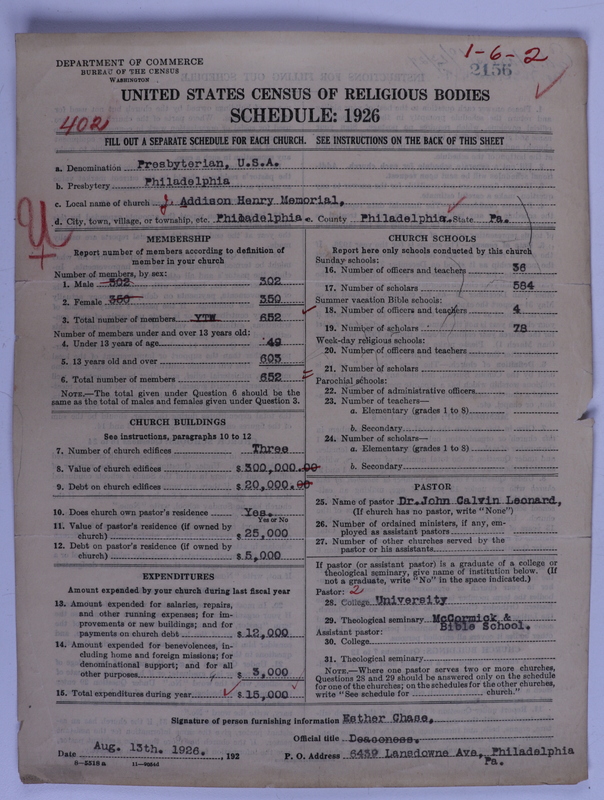 1-6-2
2156
DEPARTMENT OF COMMERCE
BUREAU OF THE CENSUS
WASHINGTON
UNITED STATES CENSUS OF RELIGIOUS BODIES
SCHEDULE: 1926
402
FILL OUT A SEPARATE SCHEDULE FOR EACH CHURCH. SEE INSTRUCTIONS ON THE BACK OF THIS SHEET
a. Denomination Presbyterian, U.S.A.
b. Presbytery Philadelphia
c. Local name of church J. Addison Henry Memorial,
d. City, town, village, or township, etc. Philadelphia e. County Philadelphia. State Pa.
MEMBERSHIP
Report number of members according to definition of
member in your church
Number of members, by sex:
1. Male 302 302
2. Female 350 350
3. Total number of members YTW 652
Number of members under and over 13 years old:
4. Under 13 years of age 49
5. 13 years old and over 603
6. Total number of members 652
NOTE.—The total given under Question 6 should be
same as the total of males and females given under Question 3.
CHURCH BUILDINGS
See instructions, paragraphs 10 to 12
7. Number of church edifices Three
8. Value of church edifices $ 300,000.00
9. Debt on church edifices $ 20,000.00
10. Does church own pastor's residence Yes.
Yes or No
11. Value of pastor's residence (if owned by
church) $ 25,000
12. Debt on pastor's residence (if owned by
church) $ 5,000
EXPENDITURES
Amount expended by your church during last fiscal year
13. Amount expended for salaries, repairs,
and other running expenses; for im-
provements or new buildings; and for
payments on church debt $ 12,000
14. Amount expended for benevolences, in-
cluding home and foreign missions; for
denominational support; and for all
other purposes $ 3,000
15. Total expenditures during year $ 15,000
CHURCH SCHOOLS
Report here only schools conducted by this church
Sunday schools:
16. Number of officers and teachers 36
17. Number of scholars 584
Summer vacation Bible schools:
18. Number of officers and teachers 4
19. Number of scholars 78
Week-day religious schools:
20. Number of officers and teachers
21. Number of scholars
Parochial schools:
22. Number of administrative officers
23. Number of teachers—
a. Elementary (grades 1 to 8)
b. Secondary
24. Number of scholars—
a. Elementary (grades 1 to 8)
b. Secondary
PASTOR
25. Name of pastor Dr. John Calvin Leonard,
(If church has no pastor, write "None")
26. Number of ordained ministers, if any, em-
ployed as assistant pastors
27. Number of other churches served by the
pastor or his assistants
If pastor (or assistant pastor) is a graduate of a college or
theological seminary, give name of institution below. (If
not a graduate, write "No" in the space indicated.)
Pastor: 2
28. College University
29. Theological seminary McCormick &
Bible School.
Assistant pastor:
30. College
31. Theological seminary
NOTE.—Where one pastor serves two or more churches,
Questions 28 and 29 should be answered only on the schedule
for one of the churches; on the schedules for the other churches,
write "See schedule for church."
Signature of person furnishing information Esther Chase,
Official title Deaconess.
Date Aug. 13th. 1926. , 192 P. O. Address 6439 Lansdowne Ave, Philadelphia
Pa.
8—5518a